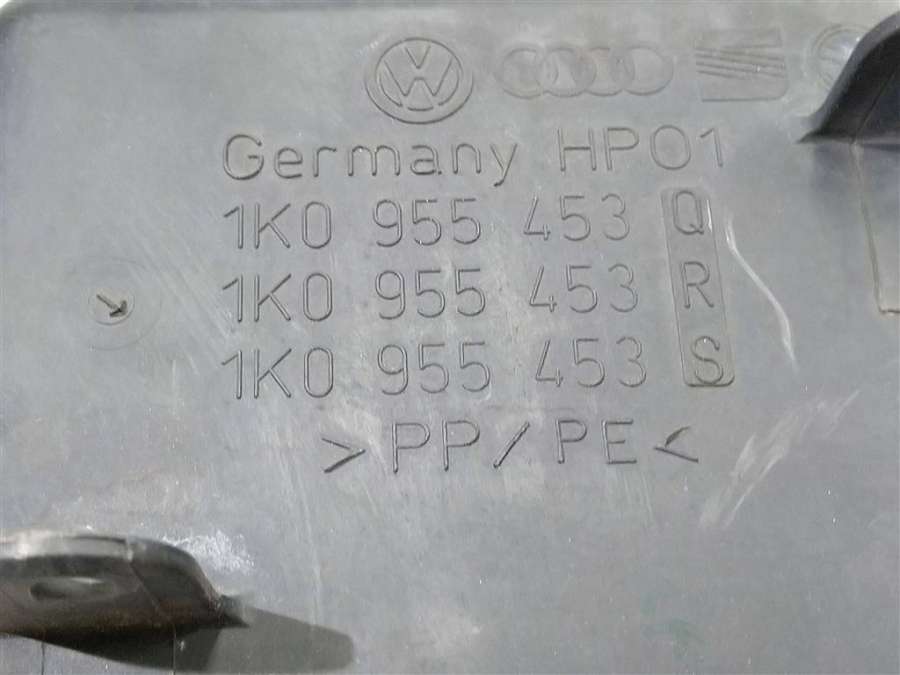 Germany HP01
1K0 955 453 Q
1K0 955 453 R
1K0 955 453 S
>PP/PE<